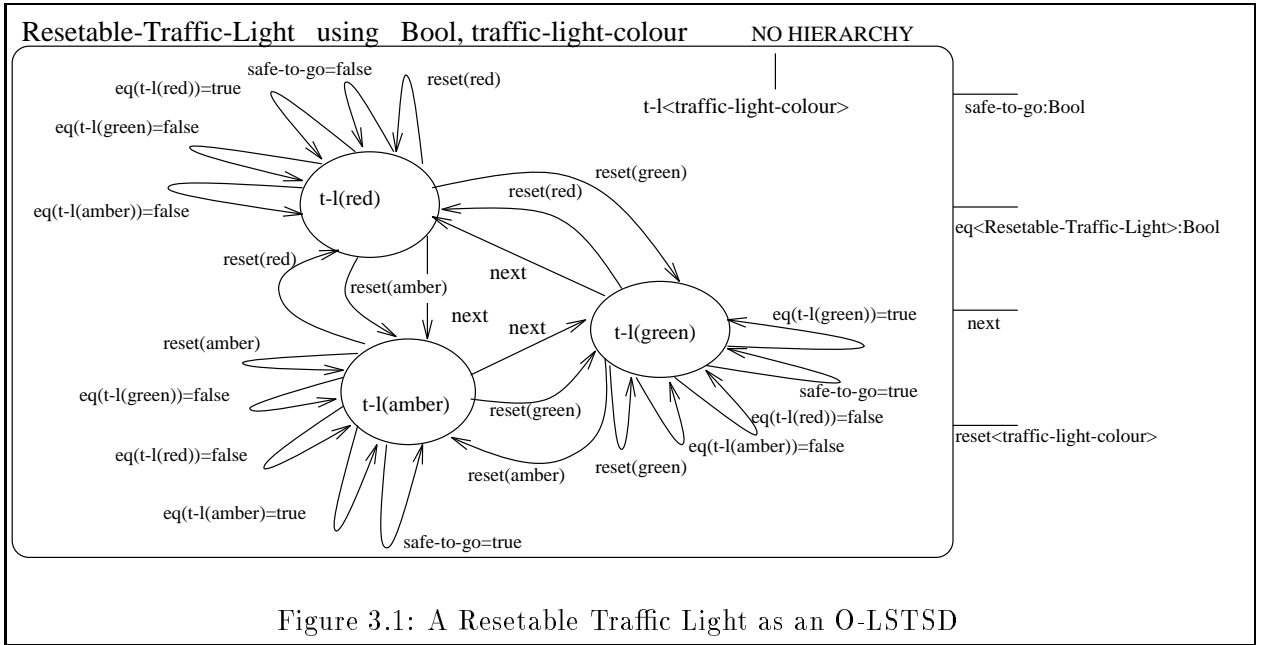 Resetable-Traffic-Light using Bool, traffic-light-colour
NO HIERARCHY
t-l<traffic-light-colour>
safe-to-go=false
reset(red)
eq(t-l(red))=true
eq(t-l(green)=false
eq(t-l(amber))=false
t-l(red)
reset(green)
reset(red)
safe-to-go:Bool
eq<Resetable-Traffic-Light>:Bool
next
reset<traffic-light-colour>
reset(red)
reset(amber)
next
next
next
t-l(green)
eq(t-l(green))=true
safe-to-go=true
eq(t-l(red))=false
eq(t-l(amber))=false
reset(green)
reset(amber)
eq(t-l(green))=false
t-l(amber)
reset(green)
eq(t-l(red))=false
reset(amber)
eq(t-l(amber)=true
safe-to-go=true
Figure 3.1: A Resetable Traffic Light as an O-LSTSD